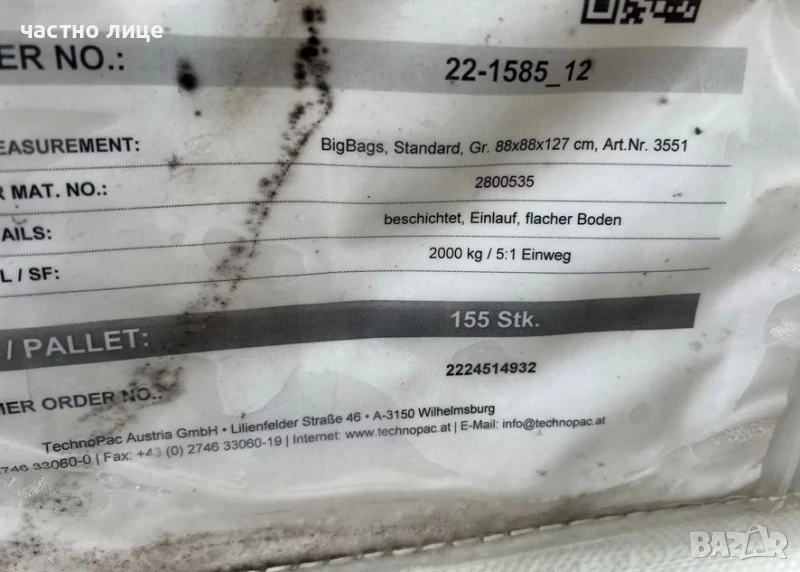 частно лице
ER NO.: 22-1585_12
EASUREMENT: BigBags, Standard, Gr. 88x88x127 cm, Art.Nr. 3551
R MAT. NO.: 2800535
AILS: beschichtet, Einlauf, flacher Boden
L / SF: 2000 kg / 5:1 Einweg
/ PALLET: 155 Stk.
MER ORDER NO.: 2224514932
TechnoPac Austria GmbH • Lilienfelder Straße 46 • A-3150 Wilhelmsburg
2746 33060-0 | Fax: +43 (0) 2746 33060-19 | Internet: www.technopac.at | E-Mail: info@technopac.at
BAZAR